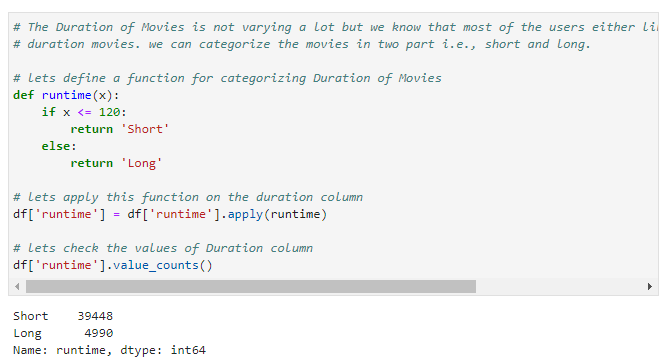 # The Duration of Movies is not varying a lot but we know that most of the users either
# duration movies. we can categorize the movies in two part i.e., short and long.
# lets define a function for categorizing Duration of Movies
def runtime(x):
    if x <= 120:
        return 'Short'
    else:
        return 'Long'
# lets apply this function on the duration column
df['runtime'] = df['runtime'].apply(runtime)
# lets check the values of Duration column
df['runtime'].value_counts()
Short    39448
Long      4990
Name: runtime, dtype: int64